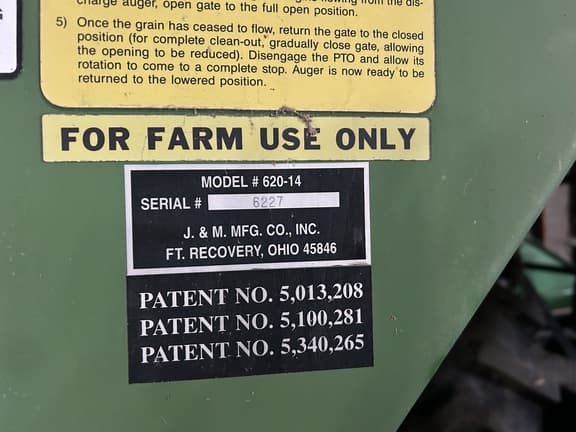 charge auger, open gate to the full open position.
5) Once the grain has ceased to flow, return the gate to the closed
position (for complete clean-out, gradually close gate, allowing
the opening to be reduced). Disengage the PTO and allow its
rotation to come to a complete stop. Auger is now ready to be
returned to the lowered position.
FOR FARM USE ONLY
MODEL # 620-14
SERIAL # 6227
J. & M. MFG. CO., INC.
FT. RECOVERY, OHIO 45846
PATENT NO. 5,013,208
PATENT NO. 5,100,281
PATENT NO. 5,340,265